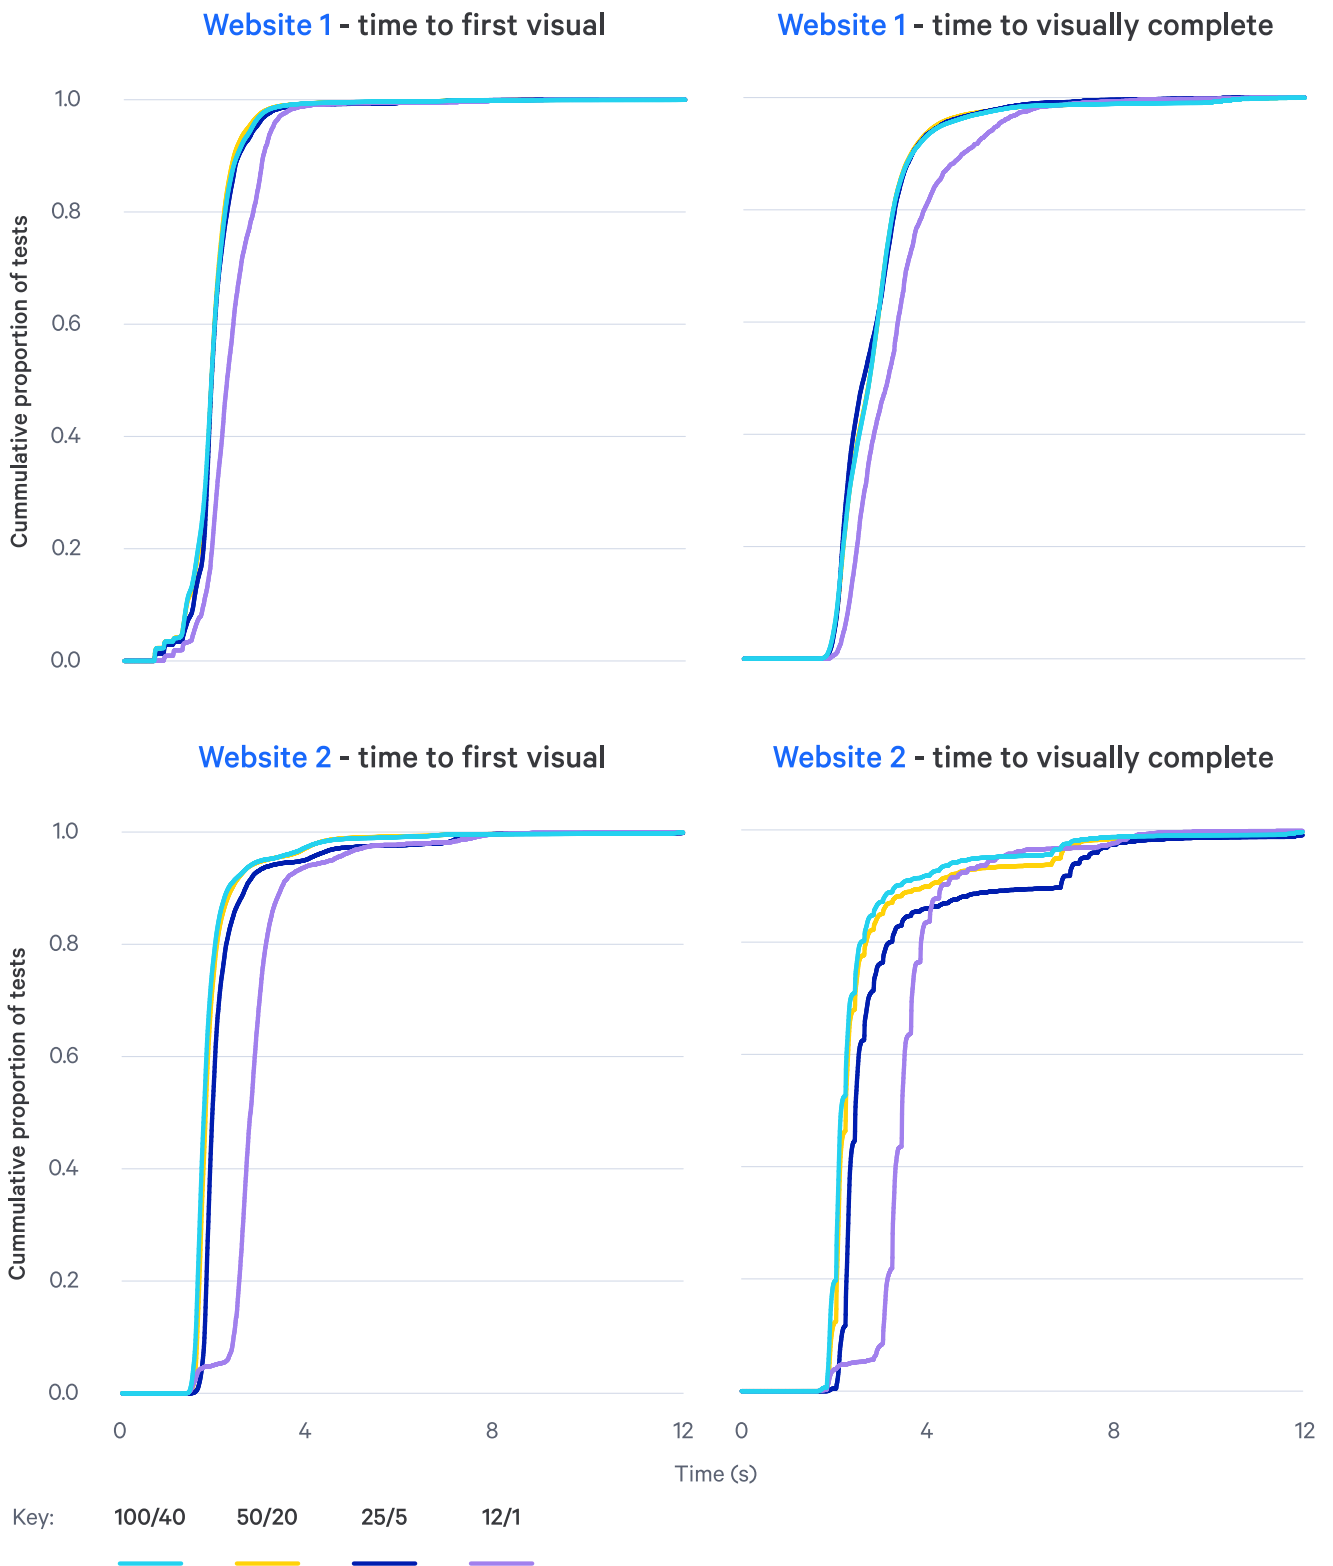 Website 1 - time to first visual
Website 1 - time to visually complete
Cummulative proportion of tests
1.0
0.8
0.6
0.4
0.2
0.0
Website 2 - time to first visual
Website 2 - time to visually complete
Cummulative proportion of tests
1.0
0.8
0.6
0.4
0.2
0.0
0 4 8 12
0 4 8 12
Time (s)
Key: 100/40 50/20 25/5 12/1